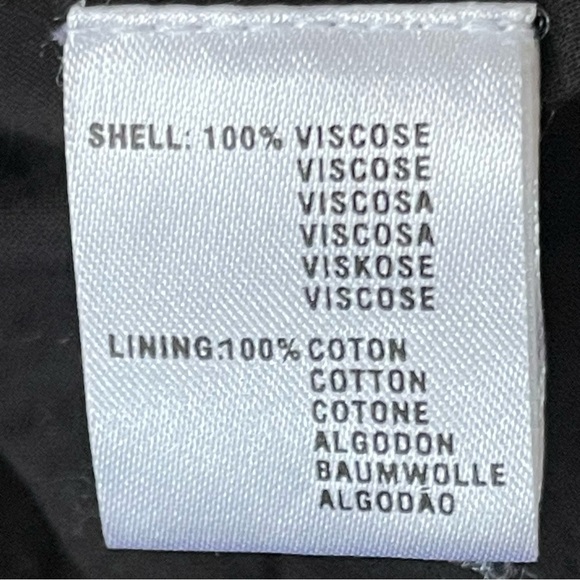 SHELL: 100% VISCOSE
VISCOSE
VISCOSA
VISCOSA
VISKOSE
VISCOSE
LINING:100% COTON
COTTON
COTONE
ALGODON
BAUMWOLLE
ALGODÃO